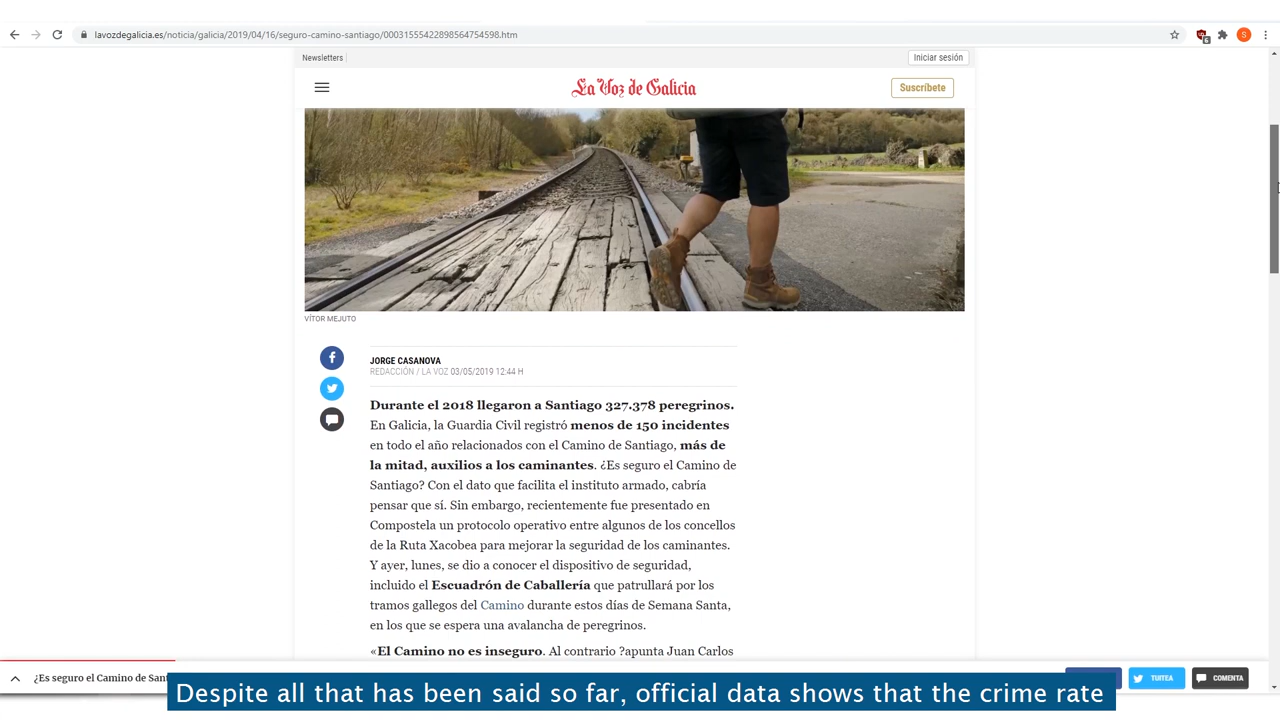 lavozdegalicia.es/noticia/galicia/2019/04/16/seguro-camino-santiago/00031555422898564754598.htm
6
S
Newsletters
Iniciar sesión
La Voz de Galicia
Suscríbete
VÍTOR MEJUTO
JORGE CASANOVA
REDACCIÓN / LA VOZ 03/05/2019 12:44 H
Durante el 2018 llegaron a Santiago 327.378 peregrinos.
En Galicia, la Guardia Civil registró menos de 150 incidentes
en todo el año relacionados con el Camino de Santiago, más de
la mitad, auxilios a los caminantes. ¿Es seguro el Camino de
Santiago? Con el dato que facilita el instituto armado, cabría
pensar que sí. Sin embargo, recientemente fue presentado en
Compostela un protocolo operativo entre algunos de los concellos
de la Ruta Xacobea para mejorar la seguridad de los caminantes.
Y ayer, lunes, se dio a conocer el dispositivo de seguridad,
incluido el Escuadrón de Caballería que patrullará por los
tramos gallegos del Camino durante estos días de Semana Santa,
en los que se espera una avalancha de peregrinos.
«El Camino no es inseguro. Al contrario ?apunta Juan Carlos
¿Es seguro el Camino de San
TUITEA
COMENTA
Despite all that has been said so far, official data shows that the crime rate